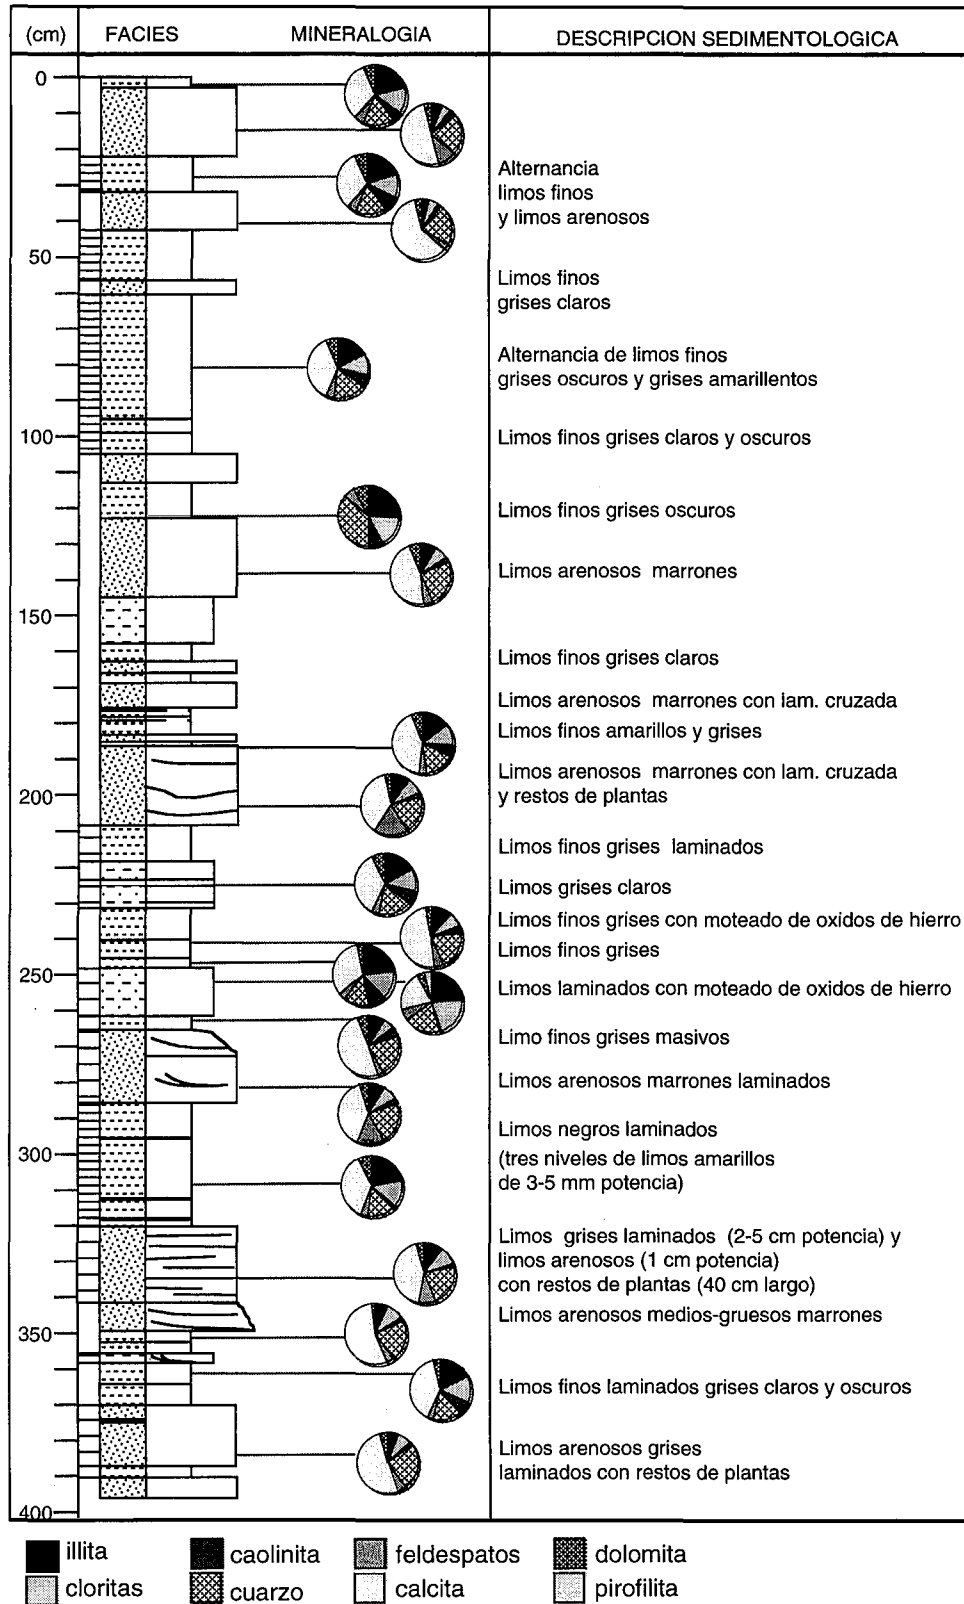 (cm) FACIES MINERALOGIA DESCRIPCION SEDIMENTOLOGICA
0
Alternancia
limos finos
y limos arenosos
50
Limos finos
grises claros
Alternancia de limos finos
grises oscuros y grises amarillentos
100
Limos finos grises claros y oscuros
Limos finos grises oscuros
Limos arenosos marrones
150
Limos finos grises claros
Limos arenosos marrones con lam. cruzada
Limos finos amarillos y grises
Limos arenosos marrones con lam. cruzada
200
y restos de plantas
Limos finos grises laminados
Limos grises claros
Limos finos grises con moteado de oxidos de hierro
Limos finos grises
250
Limos laminados con moteado de oxidos de hierro
Limo finos grises masivos
Limos arenosos marrones laminados
Limos negros laminados
300
(tres niveles de limos amarillos
de 3-5 mm potencia)
Limos grises laminados (2-5 cm potencia) y
limos arenosos (1 cm potencia)
con restos de plantas (40 cm largo)
Limos arenosos medios-gruesos marrones
350
Limos finos laminados grises claros y oscuros
Limos arenosos grises
laminados con restos de plantas
400
illita caolinita feldespatos dolomita
cloritas cuarzo calcita pirofilita